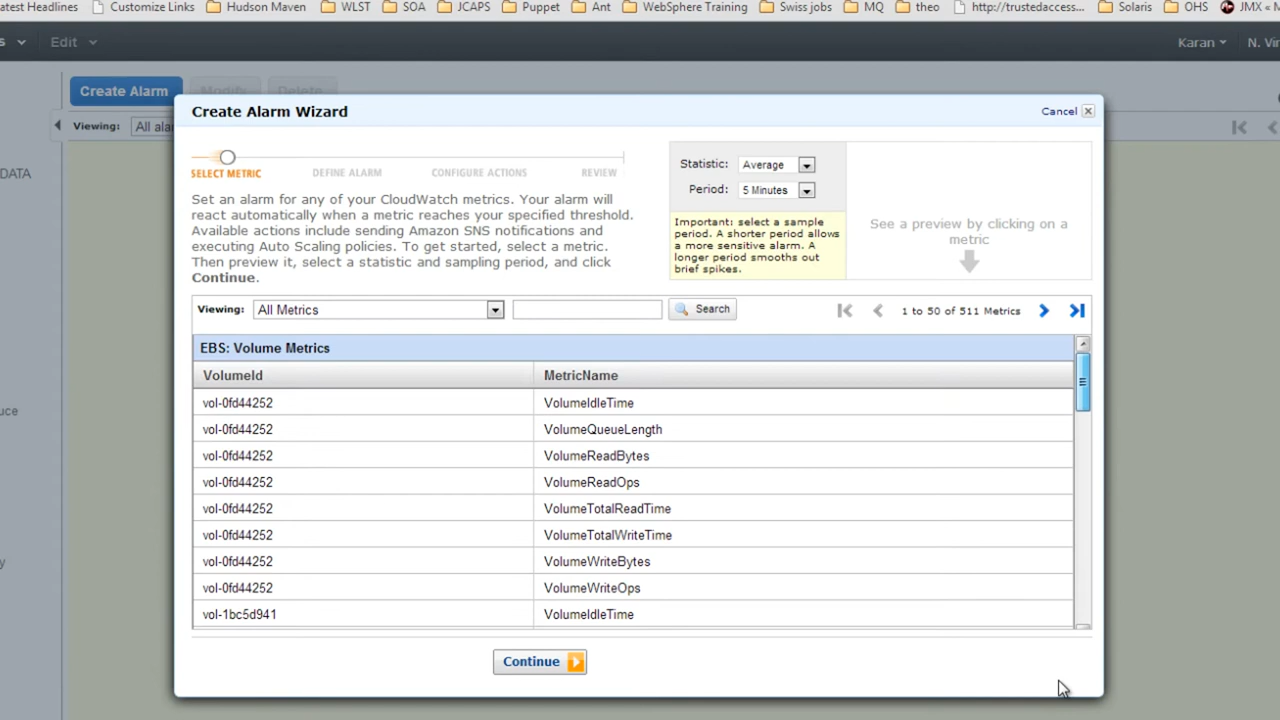 atest Headlines Customize Links Hudson Maven WLST SOA JCAPS Puppet Ant WebSphere Training Swiss jobs MQ theo http://trustedaccess... Solaris OHS JMX « M
s Edit Karan N. Vi
Create Alarm Modify Delete
Viewing: All ala
DATA
uce
y
Create Alarm Wizard Cancel
SELECT METRIC DEFINE ALARM CONFIGURE ACTIONS REVIEW
Set an alarm for any of your CloudWatch metrics. Your alarm will
react automatically when a metric reaches your specified threshold.
Available actions include sending Amazon SNS notifications and
executing Auto Scaling policies. To get started, select a metric.
Then preview it, select a statistic and sampling period, and click
Continue.
Statistic: Average
Period: 5 Minutes
Important: select a sample
period. A shorter period allows
a more sensitive alarm. A
longer period smooths out
brief spikes.
See a preview by clicking on a
metric
Viewing: All Metrics Search 1 to 50 of 511 Metrics
EBS: Volume Metrics
VolumeId MetricName
vol-0fd44252 VolumeIdleTime
vol-0fd44252 VolumeQueueLength
vol-0fd44252 VolumeReadBytes
vol-0fd44252 VolumeReadOps
vol-0fd44252 VolumeTotalReadTime
vol-0fd44252 VolumeTotalWriteTime
vol-0fd44252 VolumeWriteBytes
vol-0fd44252 VolumeWriteOps
vol-1bc5d941 VolumeIdleTime
Continue